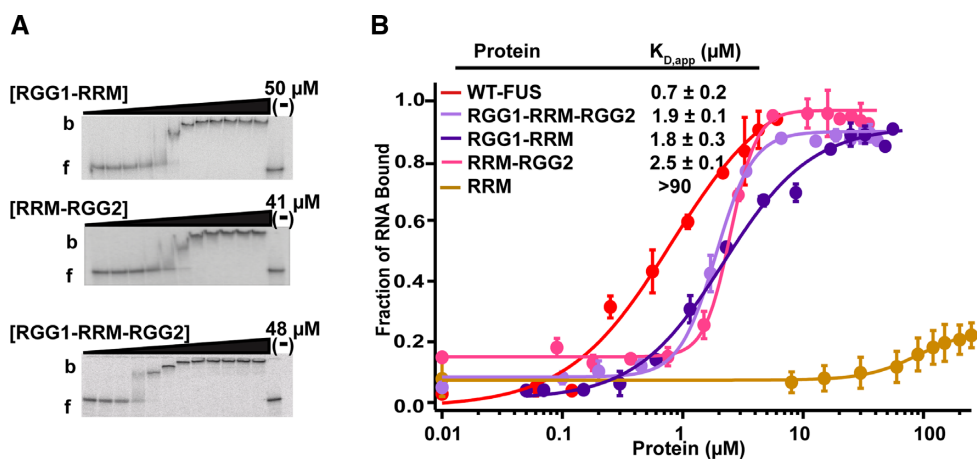 A
[RGG1-RRM]
50 µM
(-)
b
f
[RRM-RGG2]
41 µM
(-)
b
f
[RGG1-RRM-RGG2]
48 µM
(-)
b
f
B
Protein K_D,app (µM)
WT-FUS 0.7 ± 0.2
RGG1-RRM-RGG2 1.9 ± 0.1
RGG1-RRM 1.8 ± 0.3
RRM-RGG2 2.5 ± 0.1
RRM >90
Fraction of RNA Bound
1.0
0.8
0.6
0.4
0.2
0.0
0.01 0.1 1 10 100
Protein (µM)